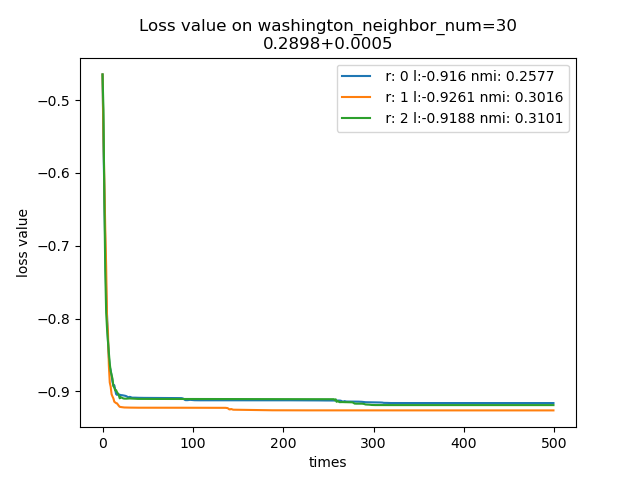 Loss value on washington_neighbor_num=30
0.2898+0.0005
r: 0 l:-0.916 nmi: 0.2577
r: 1 l:-0.9261 nmi: 0.3016
r: 2 l:-0.9188 nmi: 0.3101
loss value
−0.5
−0.6
−0.7
−0.8
−0.9
0 100 200 300 400 500
times